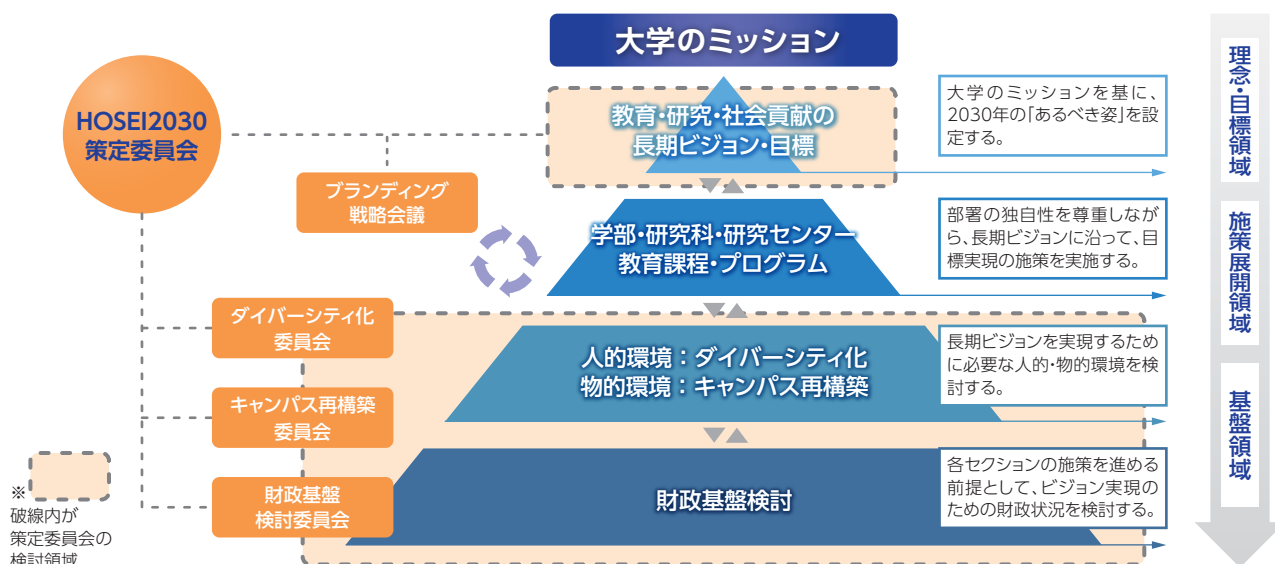 大学のミッション
HOSEI2030
策定委員会
教育・研究・社会貢献の
長期ビジョン・目標
大学のミッションを基に、
2030年の「あるべき姿」を設
定する。
理念・目標領域
ブランディング
戦略会議
学部・研究科・研究センター
教育課程・プログラム
部署の独自性を尊重しなが
ら、長期ビジョンに沿って、目
標実現の施策を実施する。
施策展開領域
ダイバーシティ化
委員会
人的環境：ダイバーシティ化
物的環境：キャンパス再構築
長期ビジョンを実現するため
に必要な人的・物的環境を検
討する。
キャンパス再構築
委員会
基盤領域
財政基盤
検討委員会
財政基盤検討
各セクションの施策を進める
前提として、ビジョン実現の
ための財政状況を検討する。
※
破線内が
策定委員会の
検討領域